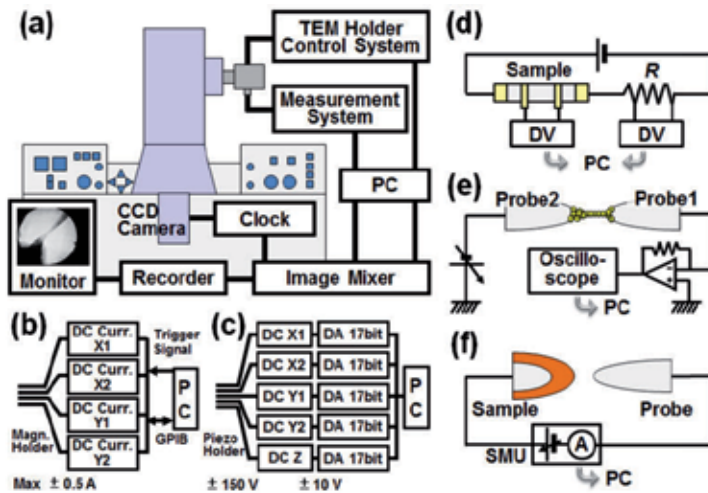 (a)
TEM Holder
Control System
Measurement
System
PC
CCD
Camera
Clock
Monitor
Recorder
Image Mixer
(b)
DC Curr.
X1
DC Curr.
X2
DC Curr.
Y1
DC Curr.
Y2
Trigger
Signal
PC
GPIB
Magn.
Holder
Max ± 0.5 A
(c)
DC X1
DA 17bit
DC X2
DA 17bit
DC Y1
DA 17bit
DC Y2
DA 17bit
DC Z
DA 17bit
PC
Piezo
Holder
± 150 V
± 10 V
(d)
Sample
R
DV
DV
PC
(e)
Probe2
Probe1
Oscillo-
scope
PC
(f)
Sample
Probe
SMU
A
PC